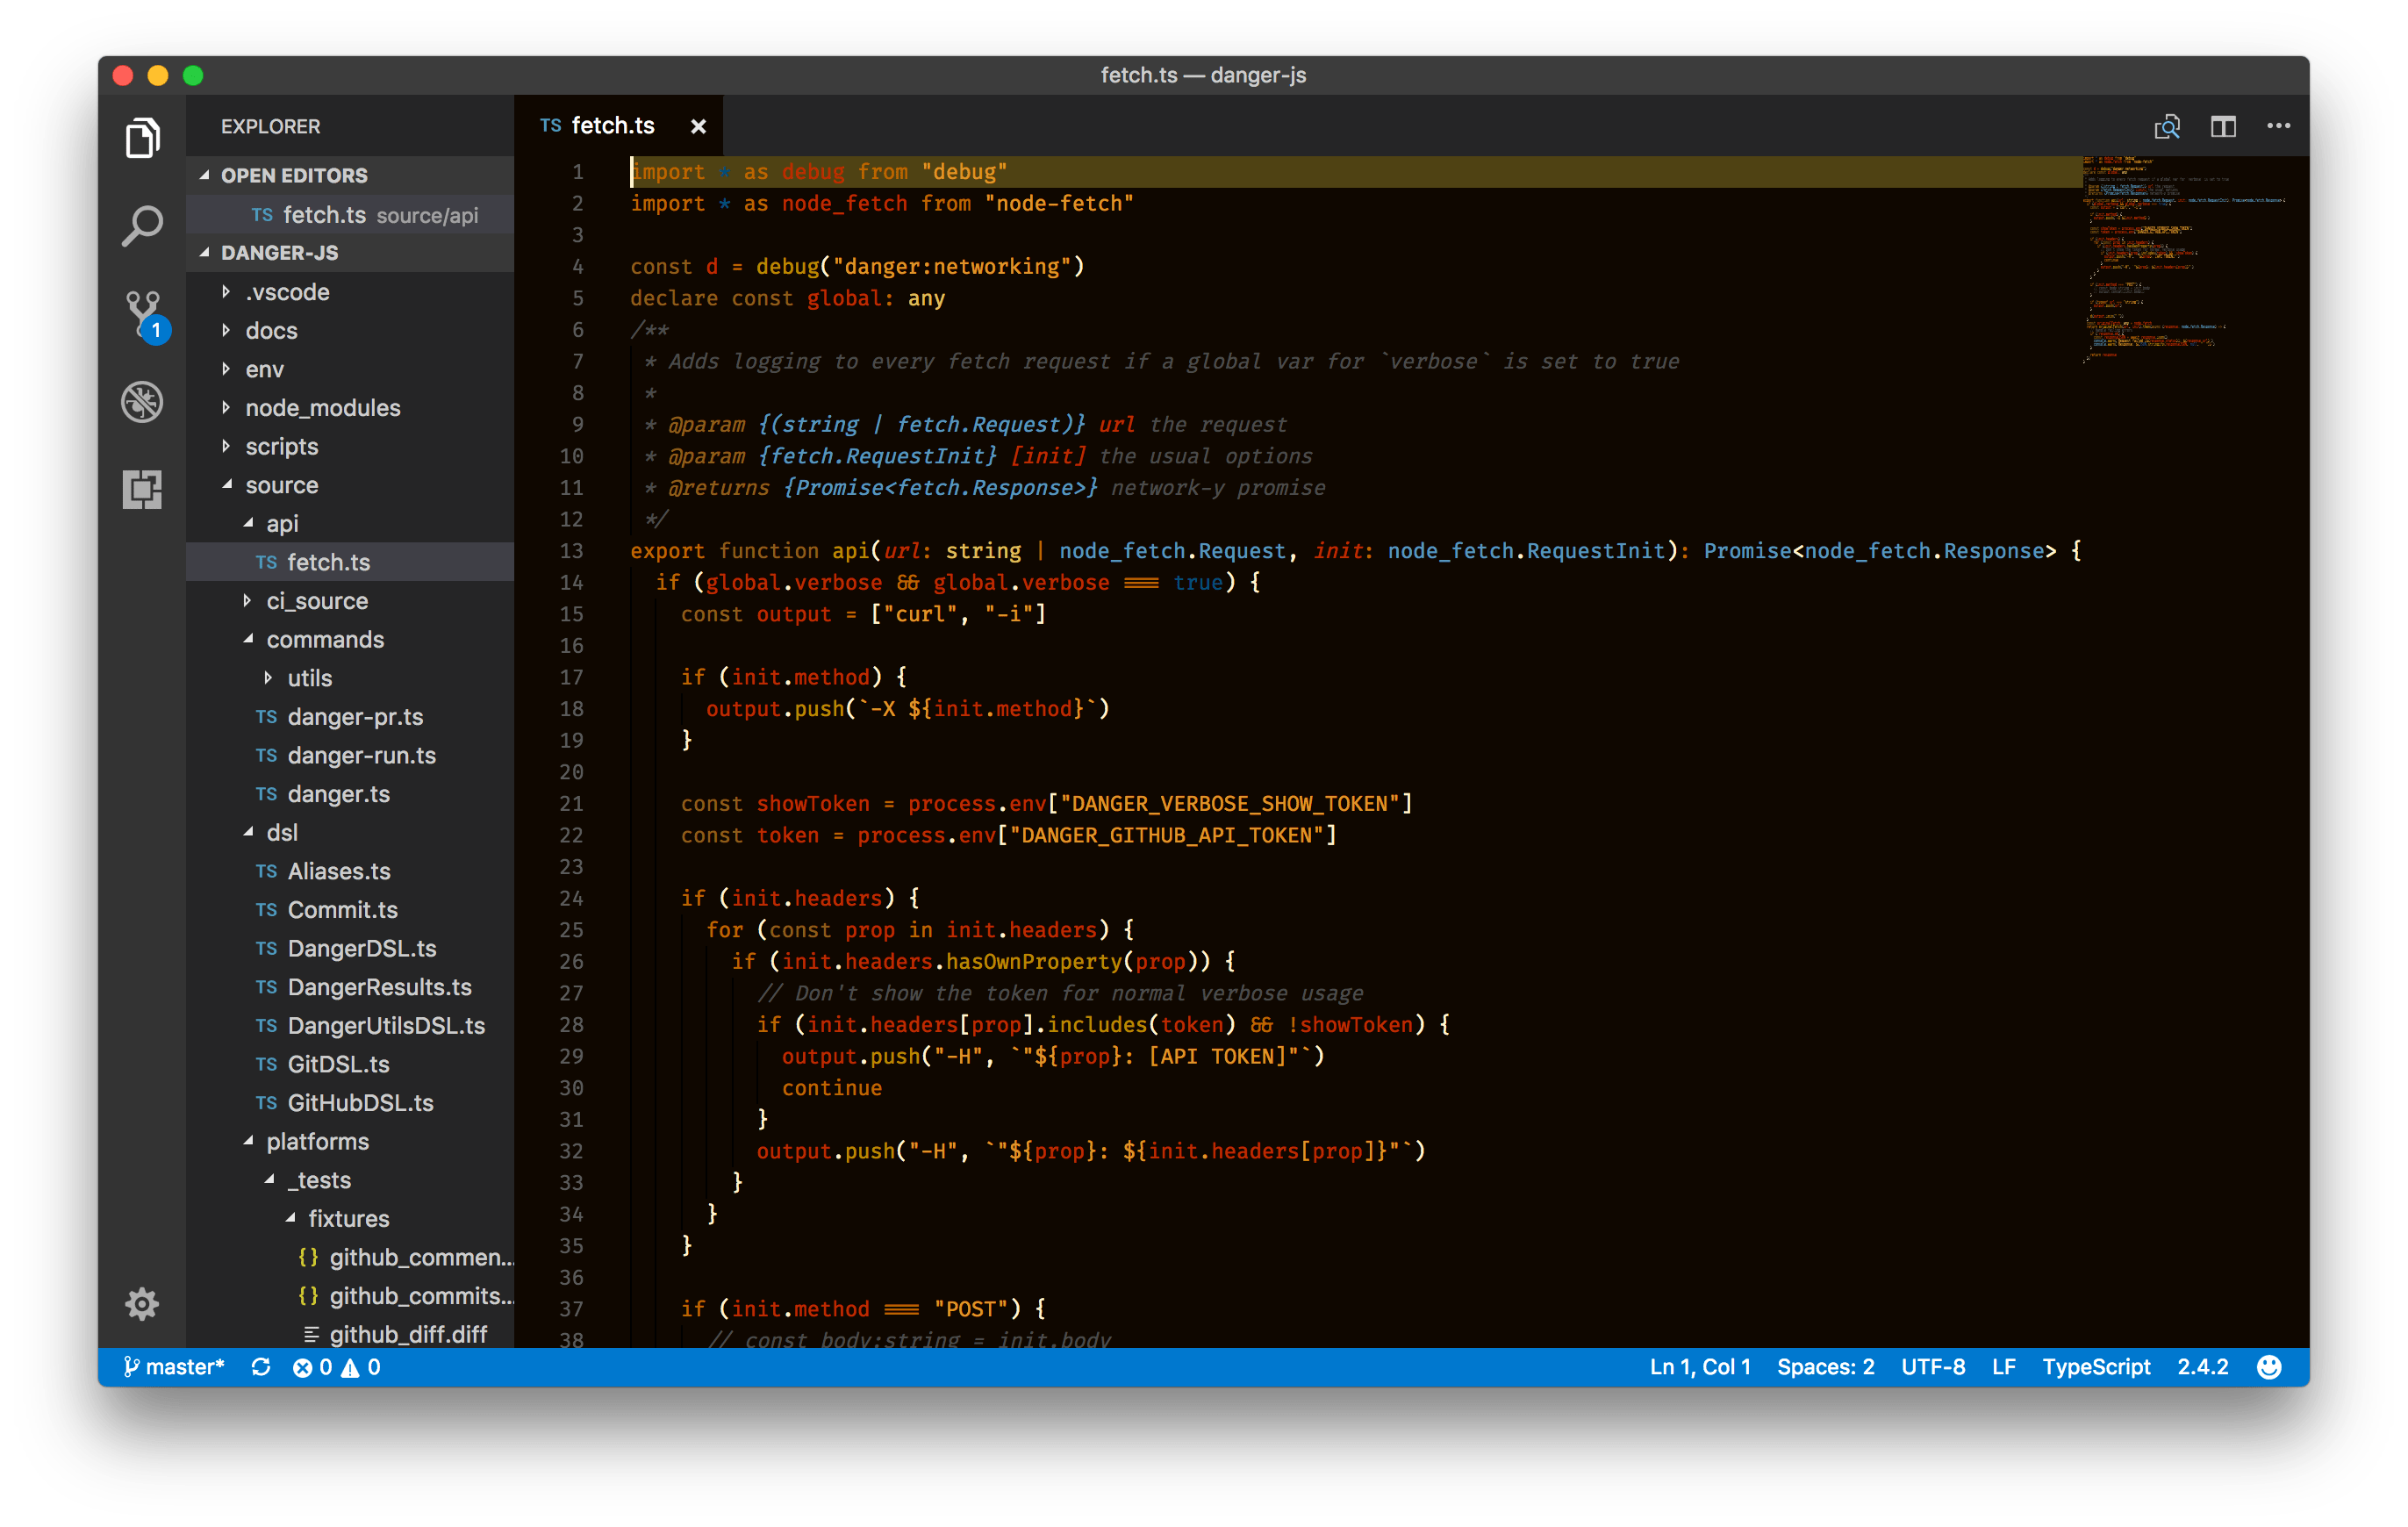 fetch.ts — danger-js
EXPLORER
OPEN EDITORS
TS fetch.ts source/api
DANGER-JS
.vscode
docs
env
node_modules
scripts
source
api
TS fetch.ts
ci_source
commands
utils
TS danger-pr.ts
TS danger-run.ts
TS danger.ts
dsl
TS Aliases.ts
TS Commit.ts
TS DangerDSL.ts
TS DangerResults.ts
TS DangerUtilsDSL.ts
TS GitDSL.ts
TS GitHubDSL.ts
platforms
_tests
fixtures
{} github_commen...
{} github_commits...
github_diff.diff
1
TS fetch.ts ×
1 import * as debug from "debug"
2 import * as node_fetch from "node-fetch"
3
4 const d = debug("danger:networking")
5 declare const global: any
6 /**
7 * Adds logging to every fetch request if a global var for `verbose` is set to true
8 *
9 * @param {(string | fetch.Request)} url the request
10 * @param {fetch.RequestInit} [init] the usual options
11 * @returns {Promise<fetch.Response>} network-y promise
12 */
13 export function api(url: string | node_fetch.Request, init: node_fetch.RequestInit): Promise<node_fetch.Response> {
14 if (global.verbose && global.verbose === true) {
15 const output = ["curl", "-i"]
16
17 if (init.method) {
18 output.push(`-X ${init.method}`)
19 }
20
21 const showToken = process.env["DANGER_VERBOSE_SHOW_TOKEN"]
22 const token = process.env["DANGER_GITHUB_API_TOKEN"]
23
24 if (init.headers) {
25 for (const prop in init.headers) {
26 if (init.headers.hasOwnProperty(prop)) {
27 // Don't show the token for normal verbose usage
28 if (init.headers[prop].includes(token) && !showToken) {
29 output.push("-H", `"${prop}: [API TOKEN]"`)
30 continue
31 }
32 output.push("-H", `"${prop}: ${init.headers[prop]}"`)
33 }
34 }
35 }
36
37 if (init.method === "POST") {
38 // const body:string = init.body
master* 0 0
Ln 1, Col 1 Spaces: 2 UTF-8 LF TypeScript 2.4.2